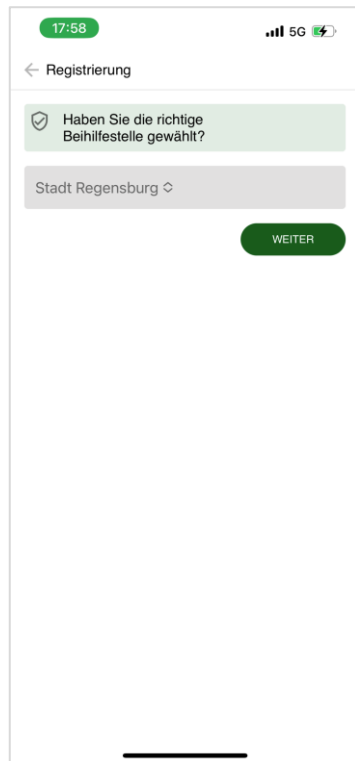 17:58
5G
Registrierung
Haben Sie die richtige
Beihilfestelle gewählt?
Stadt Regensburg
WEITER